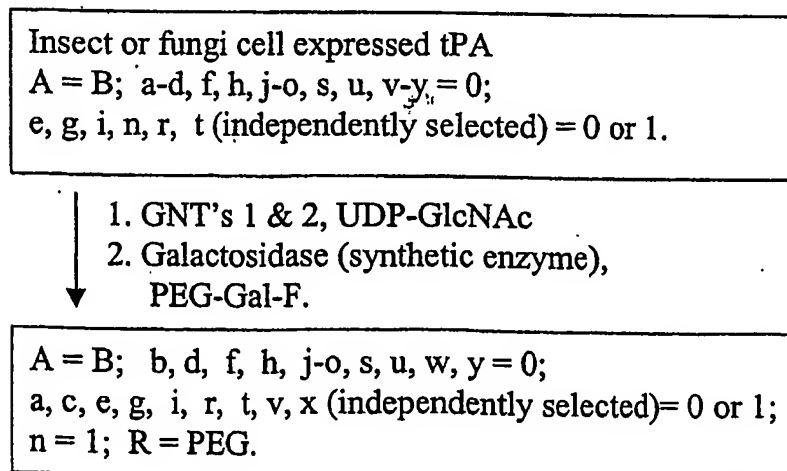 Insect or fungi cell expressed tPA
A = B; a-d, f, h, j-o, s, u, v-y = 0;
e, g, i, n, r, t (independently selected) = 0 or 1.
1. GNT's 1 & 2, UDP-GlcNAc
2. Galactosidase (synthetic enzyme),
PEG-Gal-F.
A = B; b, d, f, h, j-o, s, u, w, y = 0;
a, c, e, g, i, r, t, v, x (independently selected)= 0 or 1;
n = 1; R = PEG.